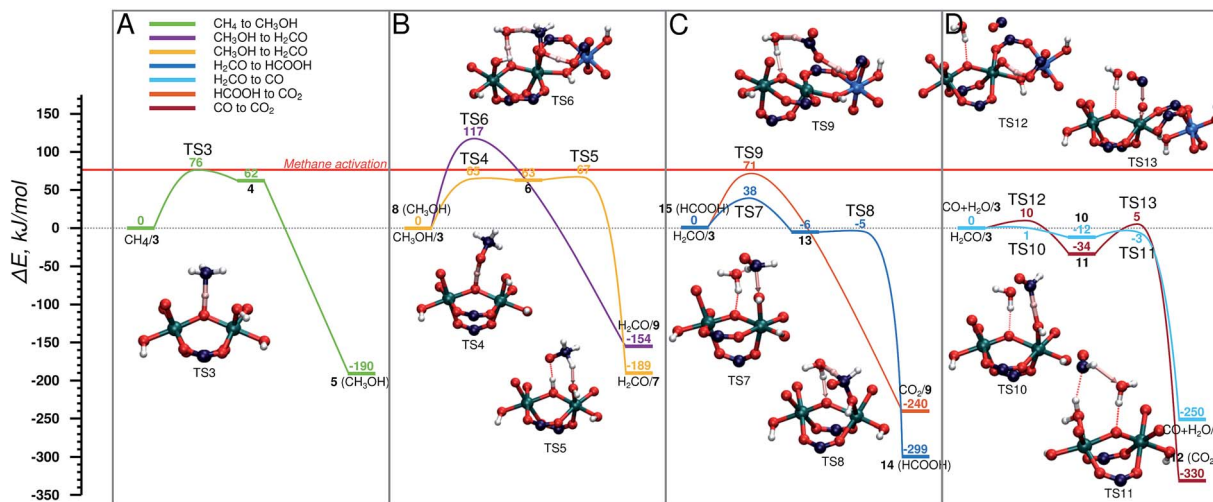 A
B
C
D
CH₄ to CH₃OH
CH₃OH to H₂CO
CH₃OH to H₂CO
H₂CO to HCOOH
H₂CO to CO
HCOOH to CO₂
CO to CO₂
ΔE, kJ/mol
150
100
50
0
-50
-100
-150
-200
-250
-300
-350
Methane activation
TS3
76
62
4
0
CH₄/3
TS3
-190
5 (CH₃OH)
TS6
TS6
117
TS4
TS5
67
6
8 (CH₃OH)
0
CH₃OH/3
TS4
TS5
H₂CO/9
-154
-189
H₂CO/7
TS9
TS9
71
38
TS7
15 (HCOOH)
0
H₂CO/3
-6
13
TS8
-5
TS7
TS8
CO₂/9
-240
-299
14 (HCOOH)
TS12
TS13
TS12
10
CO+H₂O/3
0
H₂CO/3
1
TS10
10
-12
-34
11
TS13
5
-3
TS11
TS10
TS11
-250
CO+H₂O/
12 (CO₂
-330